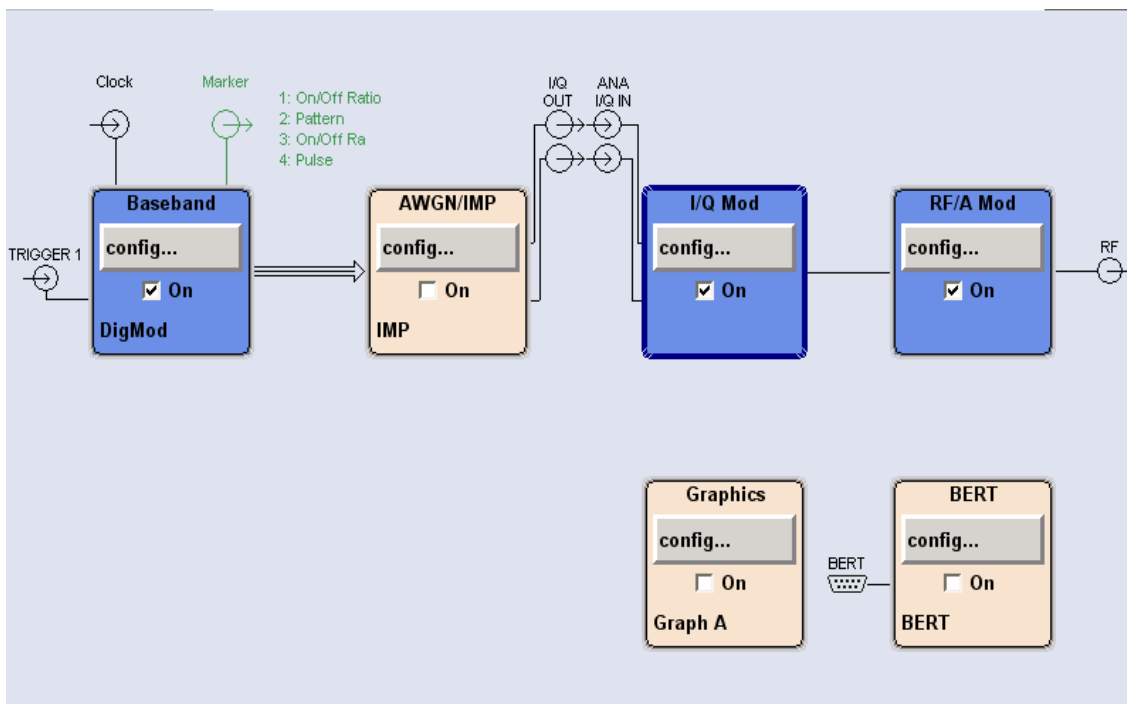 Clock
Marker
1: On/Off Ratio
2: Pattern
3: On/Off Ra
4: Pulse
I/Q
OUT
ANA
I/Q IN
TRIGGER 1
Baseband
config...
On
DigMod
AWGN/IMP
config...
On
IMP
I/Q Mod
config...
On
RF/A Mod
config...
On
RF
Graphics
config...
On
Graph A
BERT
BERT
config...
On
BERT